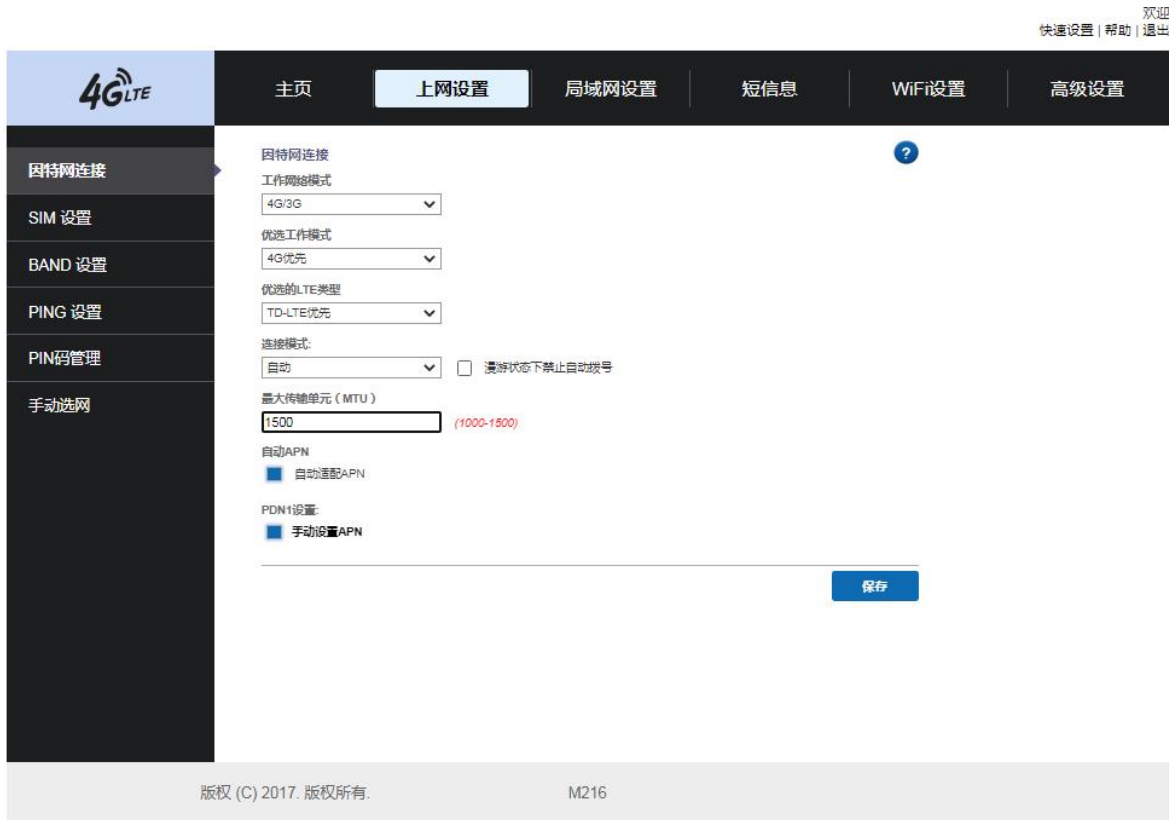 欢迎
快速设置 | 帮助 | 退出
4G LTE
主页 上网设置 局域网设置 短信息 WiFi设置 高级设置
因特网连接
SIM 设置
BAND 设置
PING 设置
PIN码管理
手动选网
因特网连接
?
工作网络模式
4G/3G
优选工作模式
4G优先
优选的LTE类型
TD-LTE优先
连接模式:
自动 漫游状态下禁止自动拨号
最大传输单元（MTU）
1500 (1000-1500)
自动APN
自动适配APN
PDN1设置:
手动设置APN
保存
版权 (C) 2017. 版权所有. M216